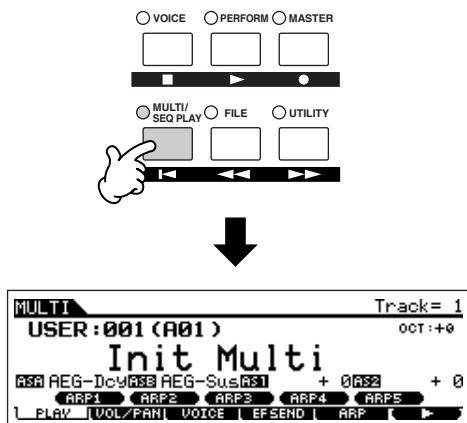 VOICE PERFORM MASTER
MULTI/ FILE UTILITY
SEQ PLAY
MULTI Track= 1
USER:001(A01) OCT:+0
Init Multi
ASA AEG-Dcy ASB AEG-Sus AS1 + 0 AS2 + 0
ARP1 ARP2 ARP3 ARP4 ARP5
PLAY VOL/PAN VOICE EFSEND ARP